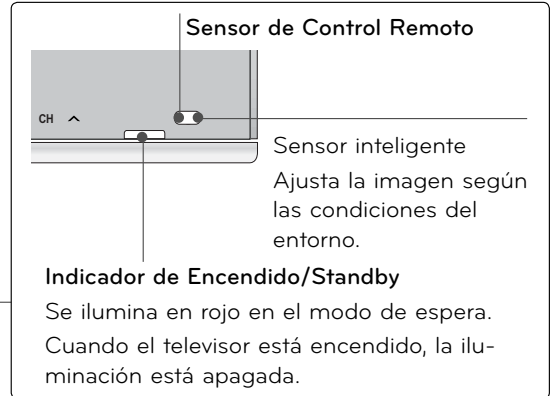 Sensor de Control Remoto
CH ^
Sensor inteligente
Ajusta la imagen según
las condiciones del
entorno.
Indicador de Encendido/Standby
Se ilumina en rojo en el modo de espera.
Cuando el televisor está encendido, la ilu-
minación está apagada.